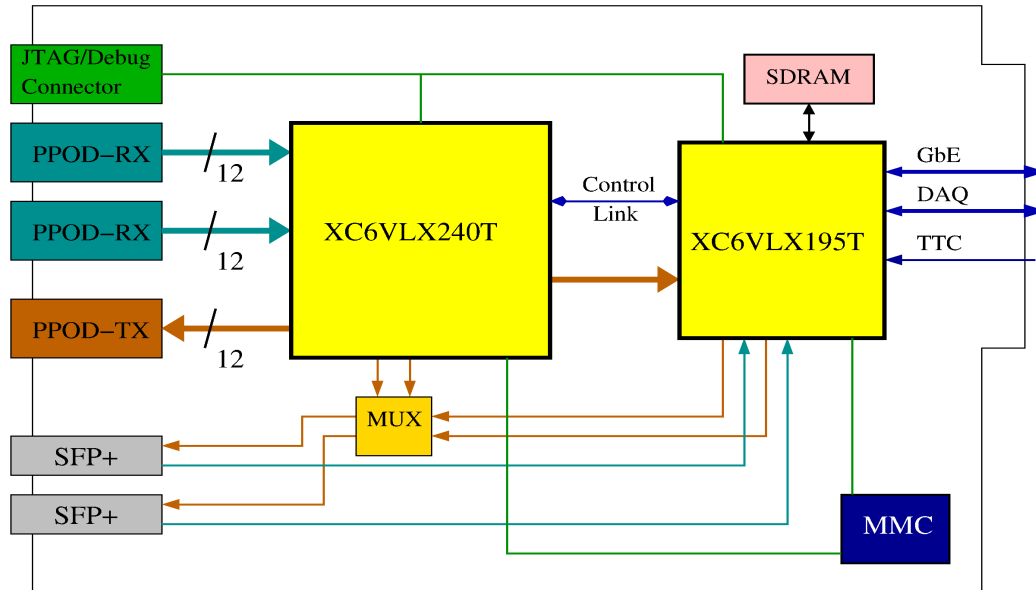 JTAG/Debug
Connector
SDRAM
PPOD−RX
12
GbE
Control
Link
DAQ
PPOD−RX
12
XC6VLX240T
XC6VLX195T
TTC
PPOD−TX
12
MUX
SFP+
SFP+
MMC